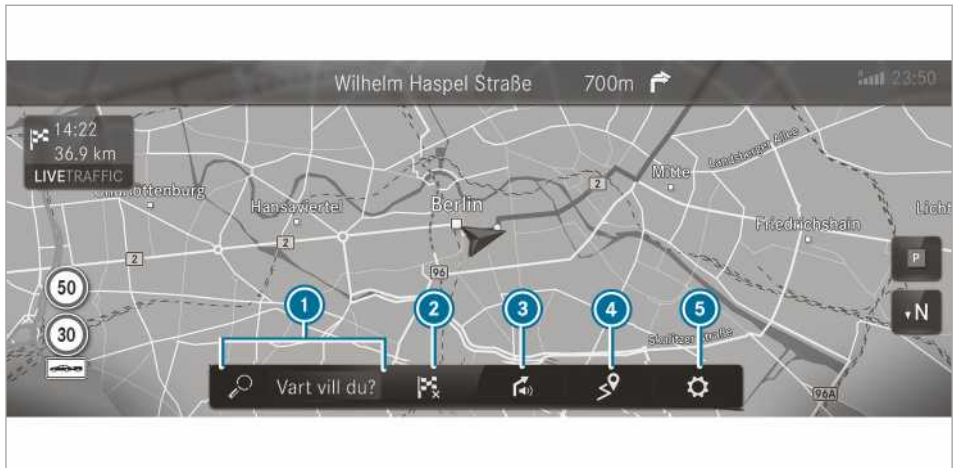 Wilhelm Haspel Straße 700m
23:50
14:22
36.9 km
LIVETRAFFIC
Landsberger Allee
Mitte
2
Hansaviertel
Berlin
Friedrichshain
2
2
96
P
50
N
1
2
3
4
5
30
Skalitzer Straße
Vart vill du?
96A